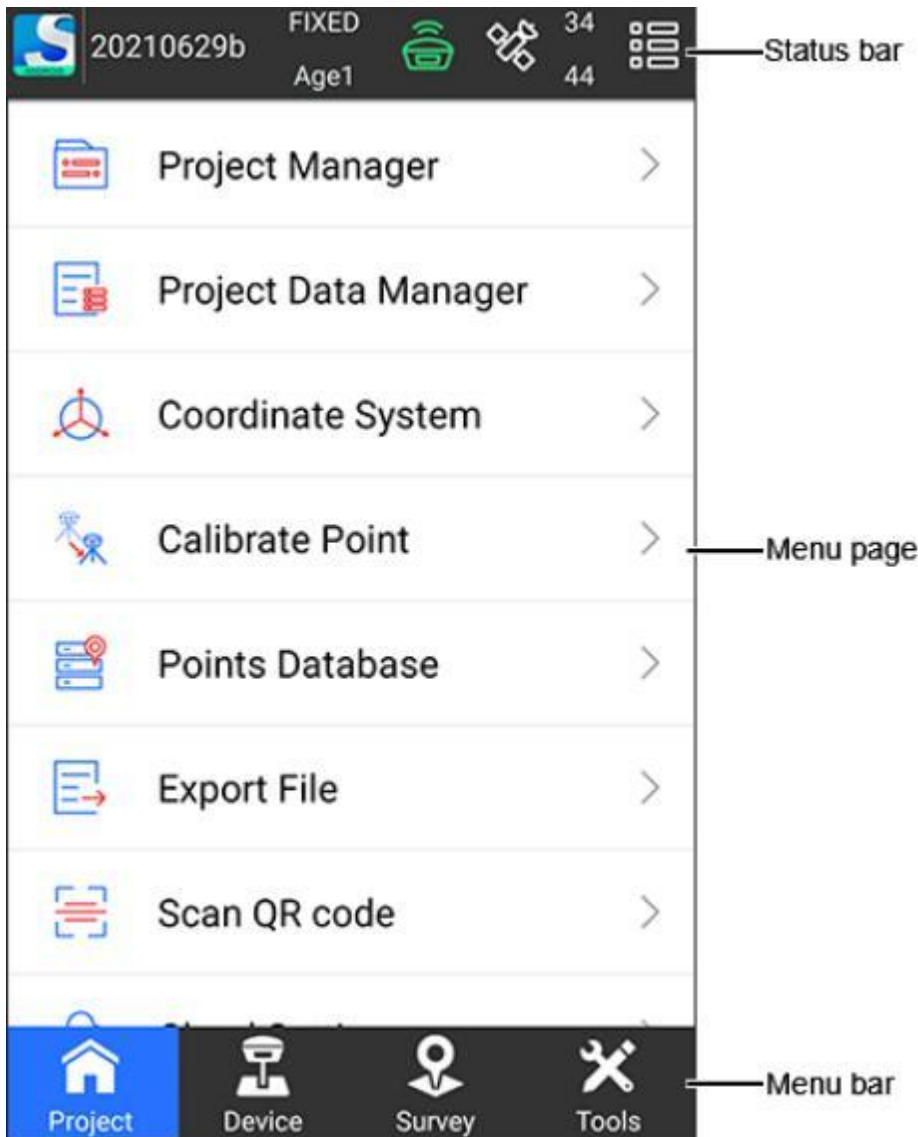 FIXED 34
20210629b
Age1 44
Status bar
Project Manager
Project Data Manager
Coordinate System
Calibrate Point
Menu page
Points Database
Export File
Scan QR code
Project Device Survey Tools
Menu bar